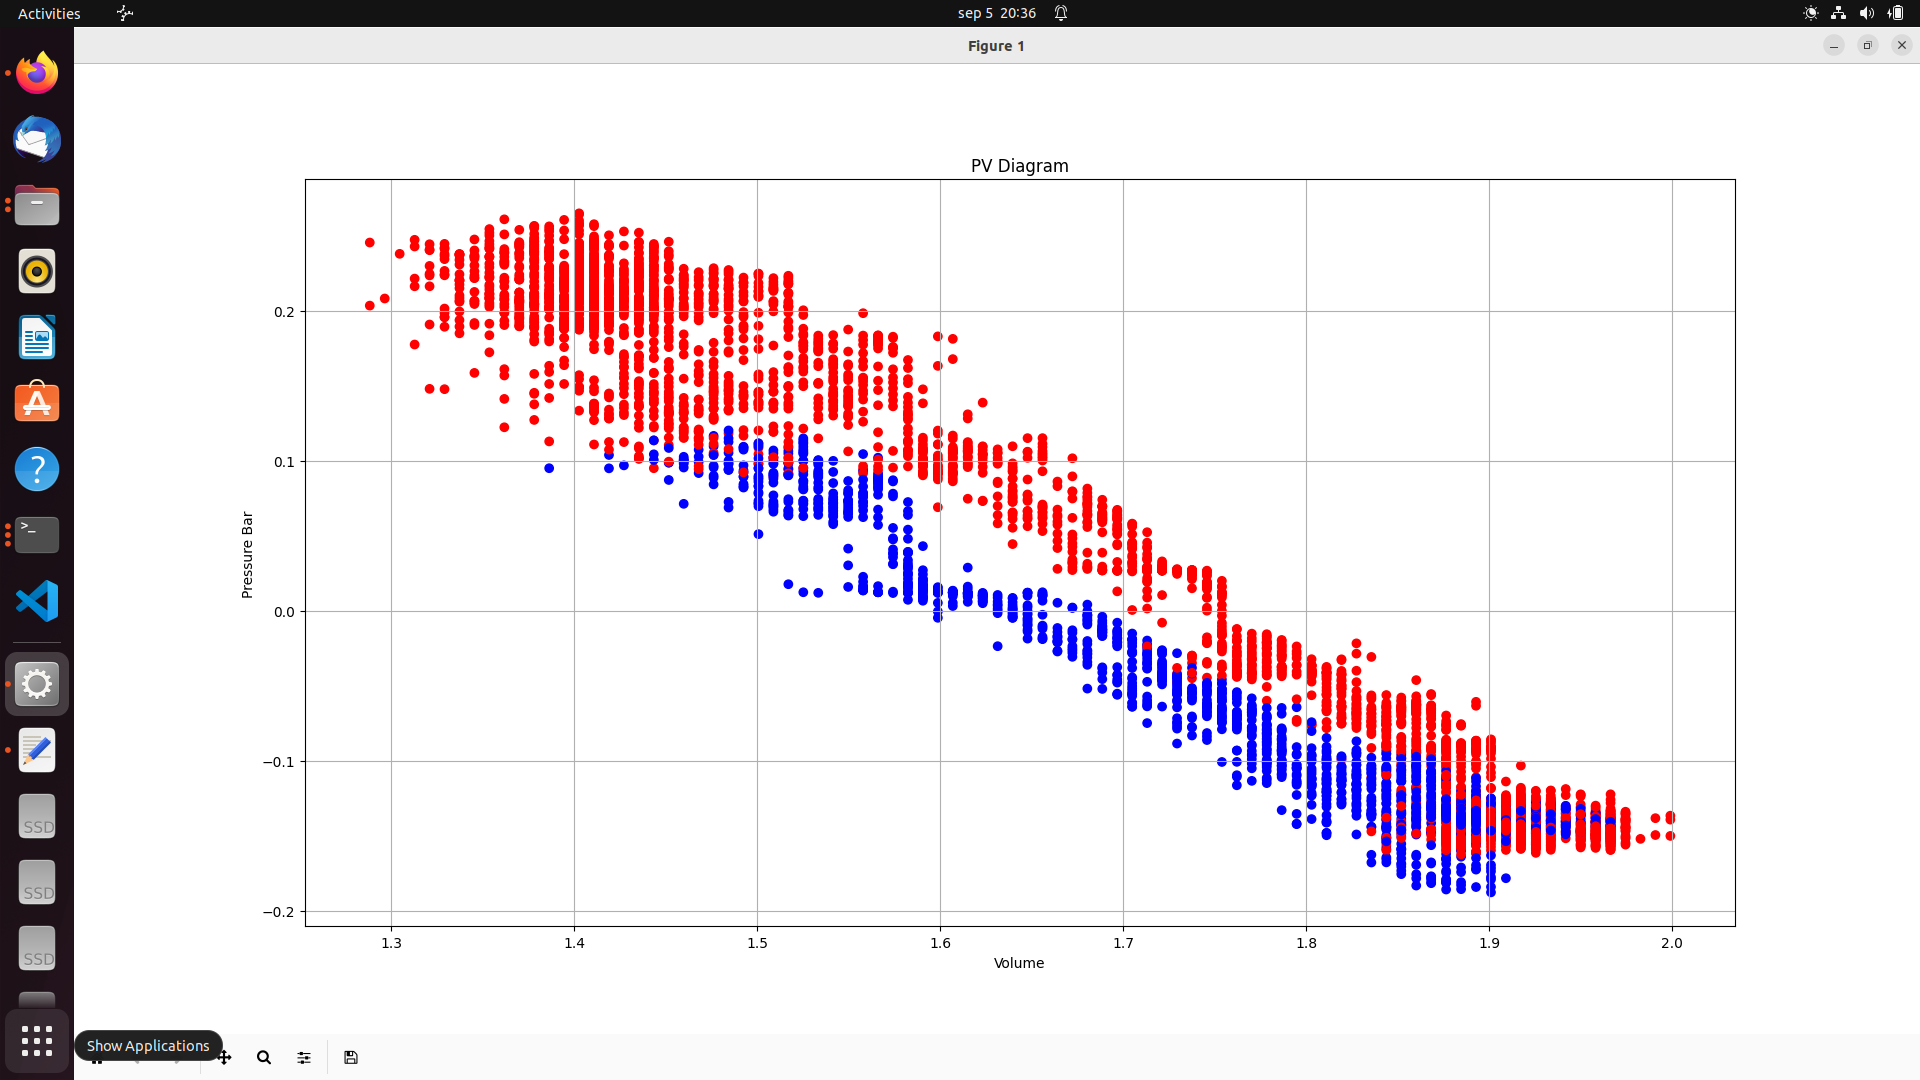 Activities
sep 5 20:36
Figure 1
PV Diagram
Pressure Bar
0.2
0.1
0.0
−0.1
−0.2
1.3 1.4 1.5 1.6 1.7 1.8 1.9 2.0
Volume
>_
?
SSD
SSD
SSD
Show Applications